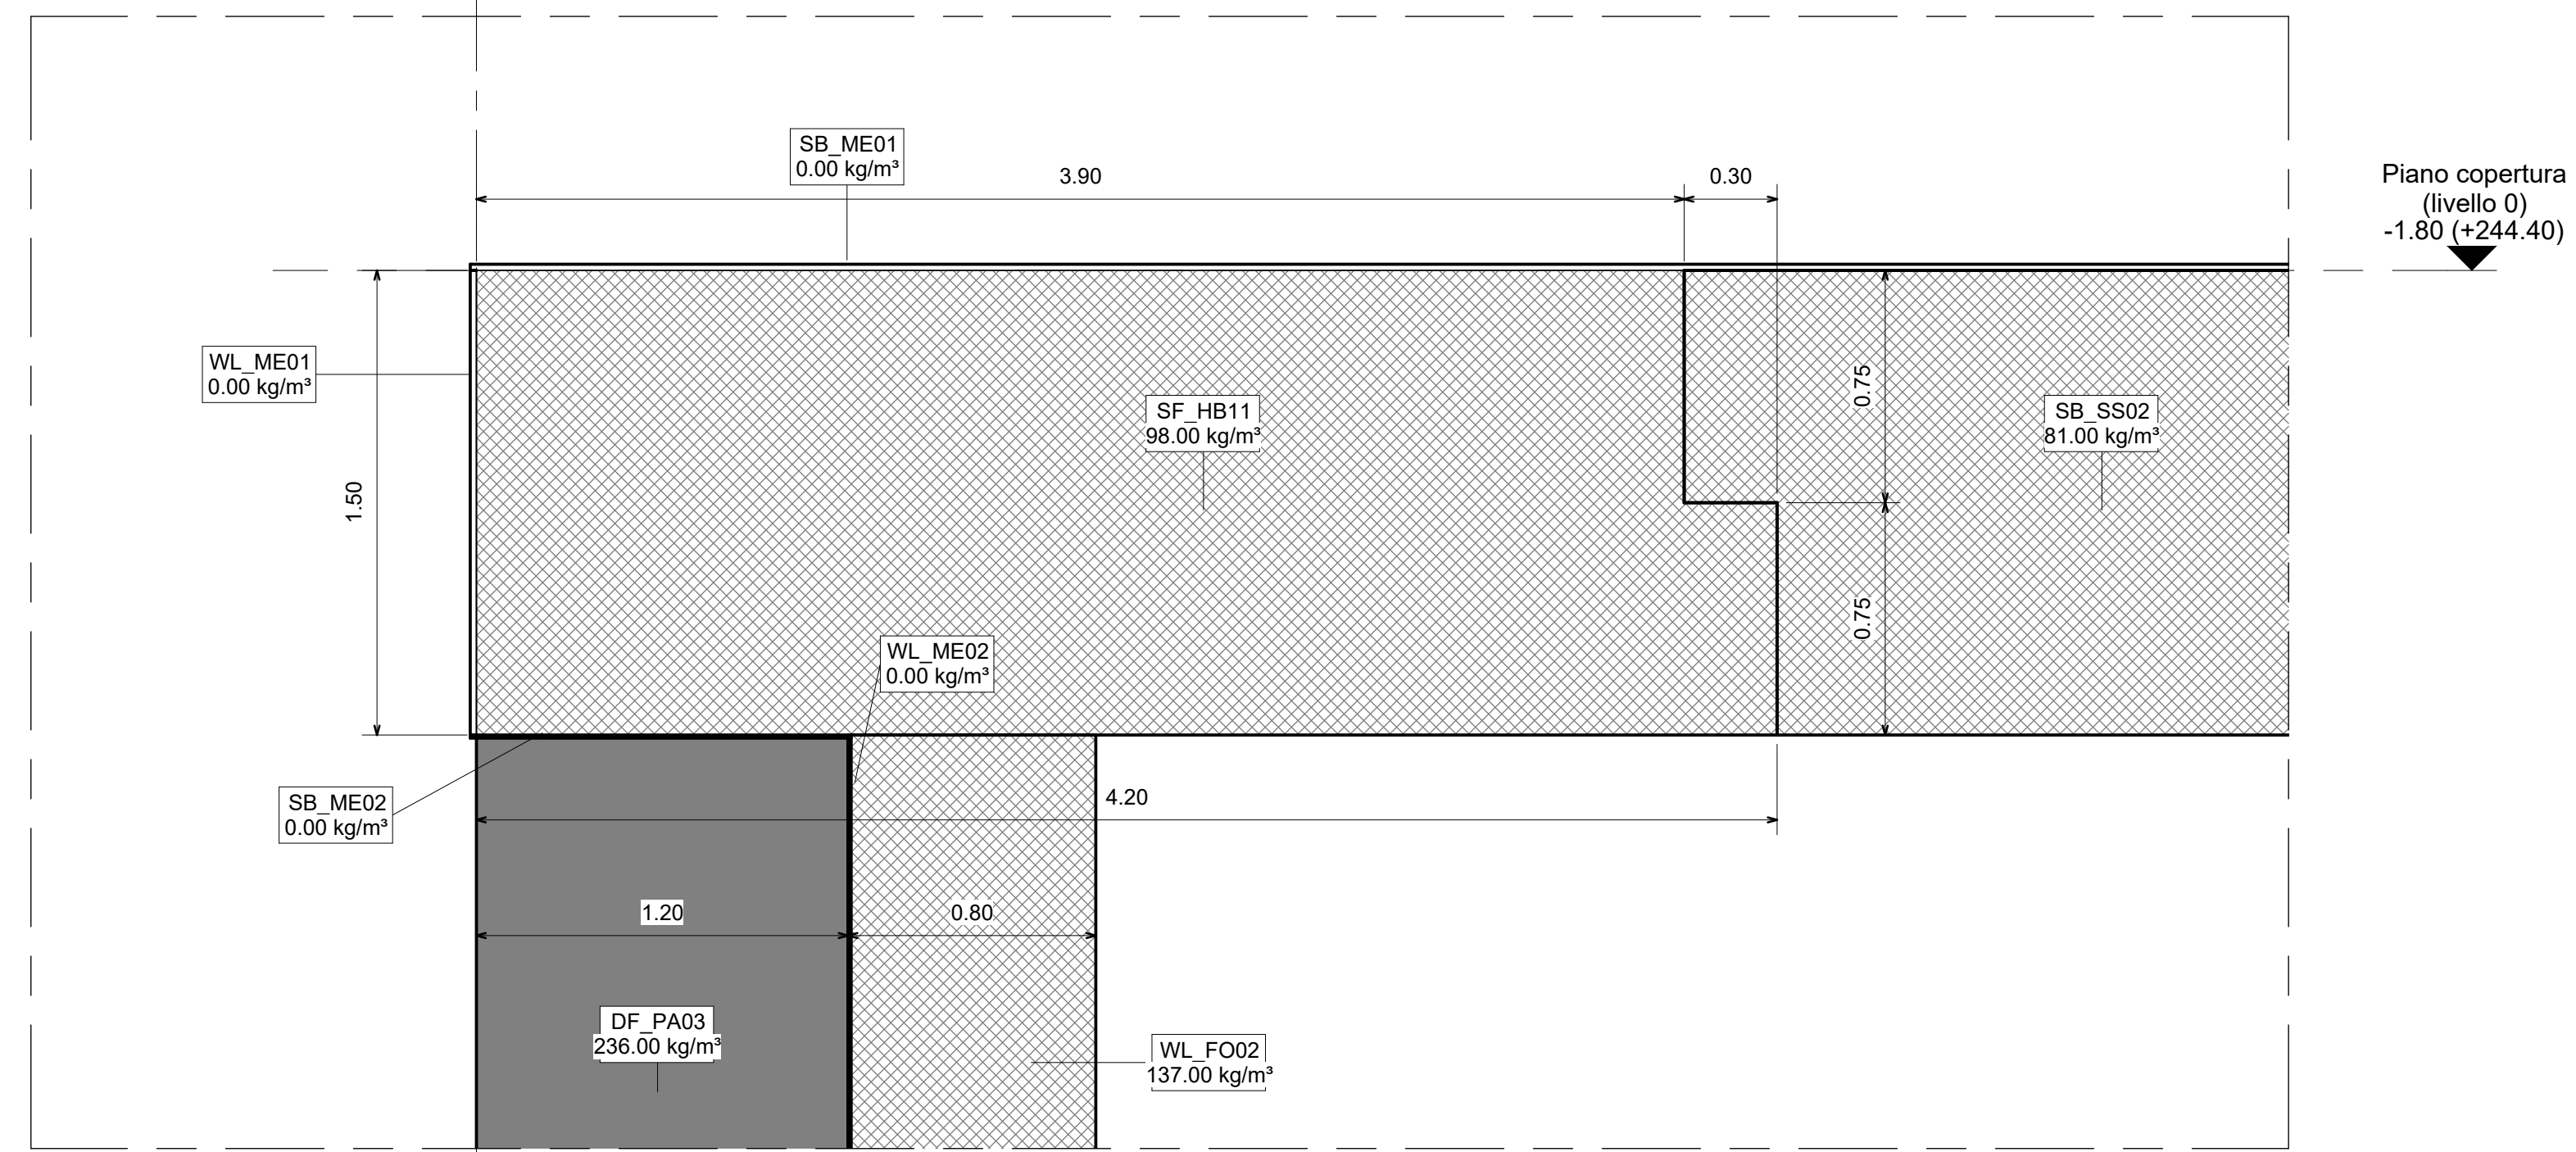 SB_ME01
0.00 kg/m³
3.90
0.30
Piano copertura
(livello 0)
-1.80 (+244.40)
WL_ME01
0.00 kg/m³
1.50
SF_HB11
98.00 kg/m³
0.75
SB_SS02
81.00 kg/m³
0.75
WL_ME02
0.00 kg/m³
SB_ME02
0.00 kg/m³
4.20
1.20
0.80
DF_PA03
236.00 kg/m³
WL_FO02
137.00 kg/m³